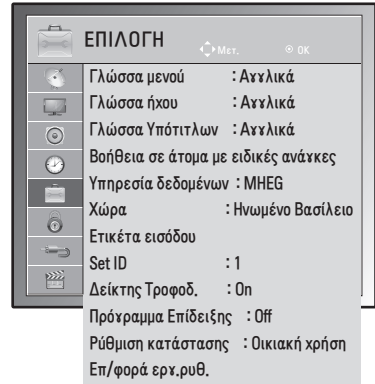 ΕΠΙΛΟΓΗ
Μετ. OK
Γλώσσα μενού : Αγγλικά
Γλώσσα ήχου : Αγγλικά
Γλώσσα Υπότιτλων : Αγγλικά
Βοήθεια σε άτομα με ειδικές ανάγκες
Υπηρεσία δεδομένων : MHEG
Χώρα : Ηνωμένο Βασίλειο
Ετικέτα εισόδου
Set ID : 1
Δείκτης Τροφοδ. : On
Πρόγραμμα Επίδειξης : Off
Ρύθμιση κατάστασης : Οικιακή χρήση
Επ/φορά εργ.ρυθ.